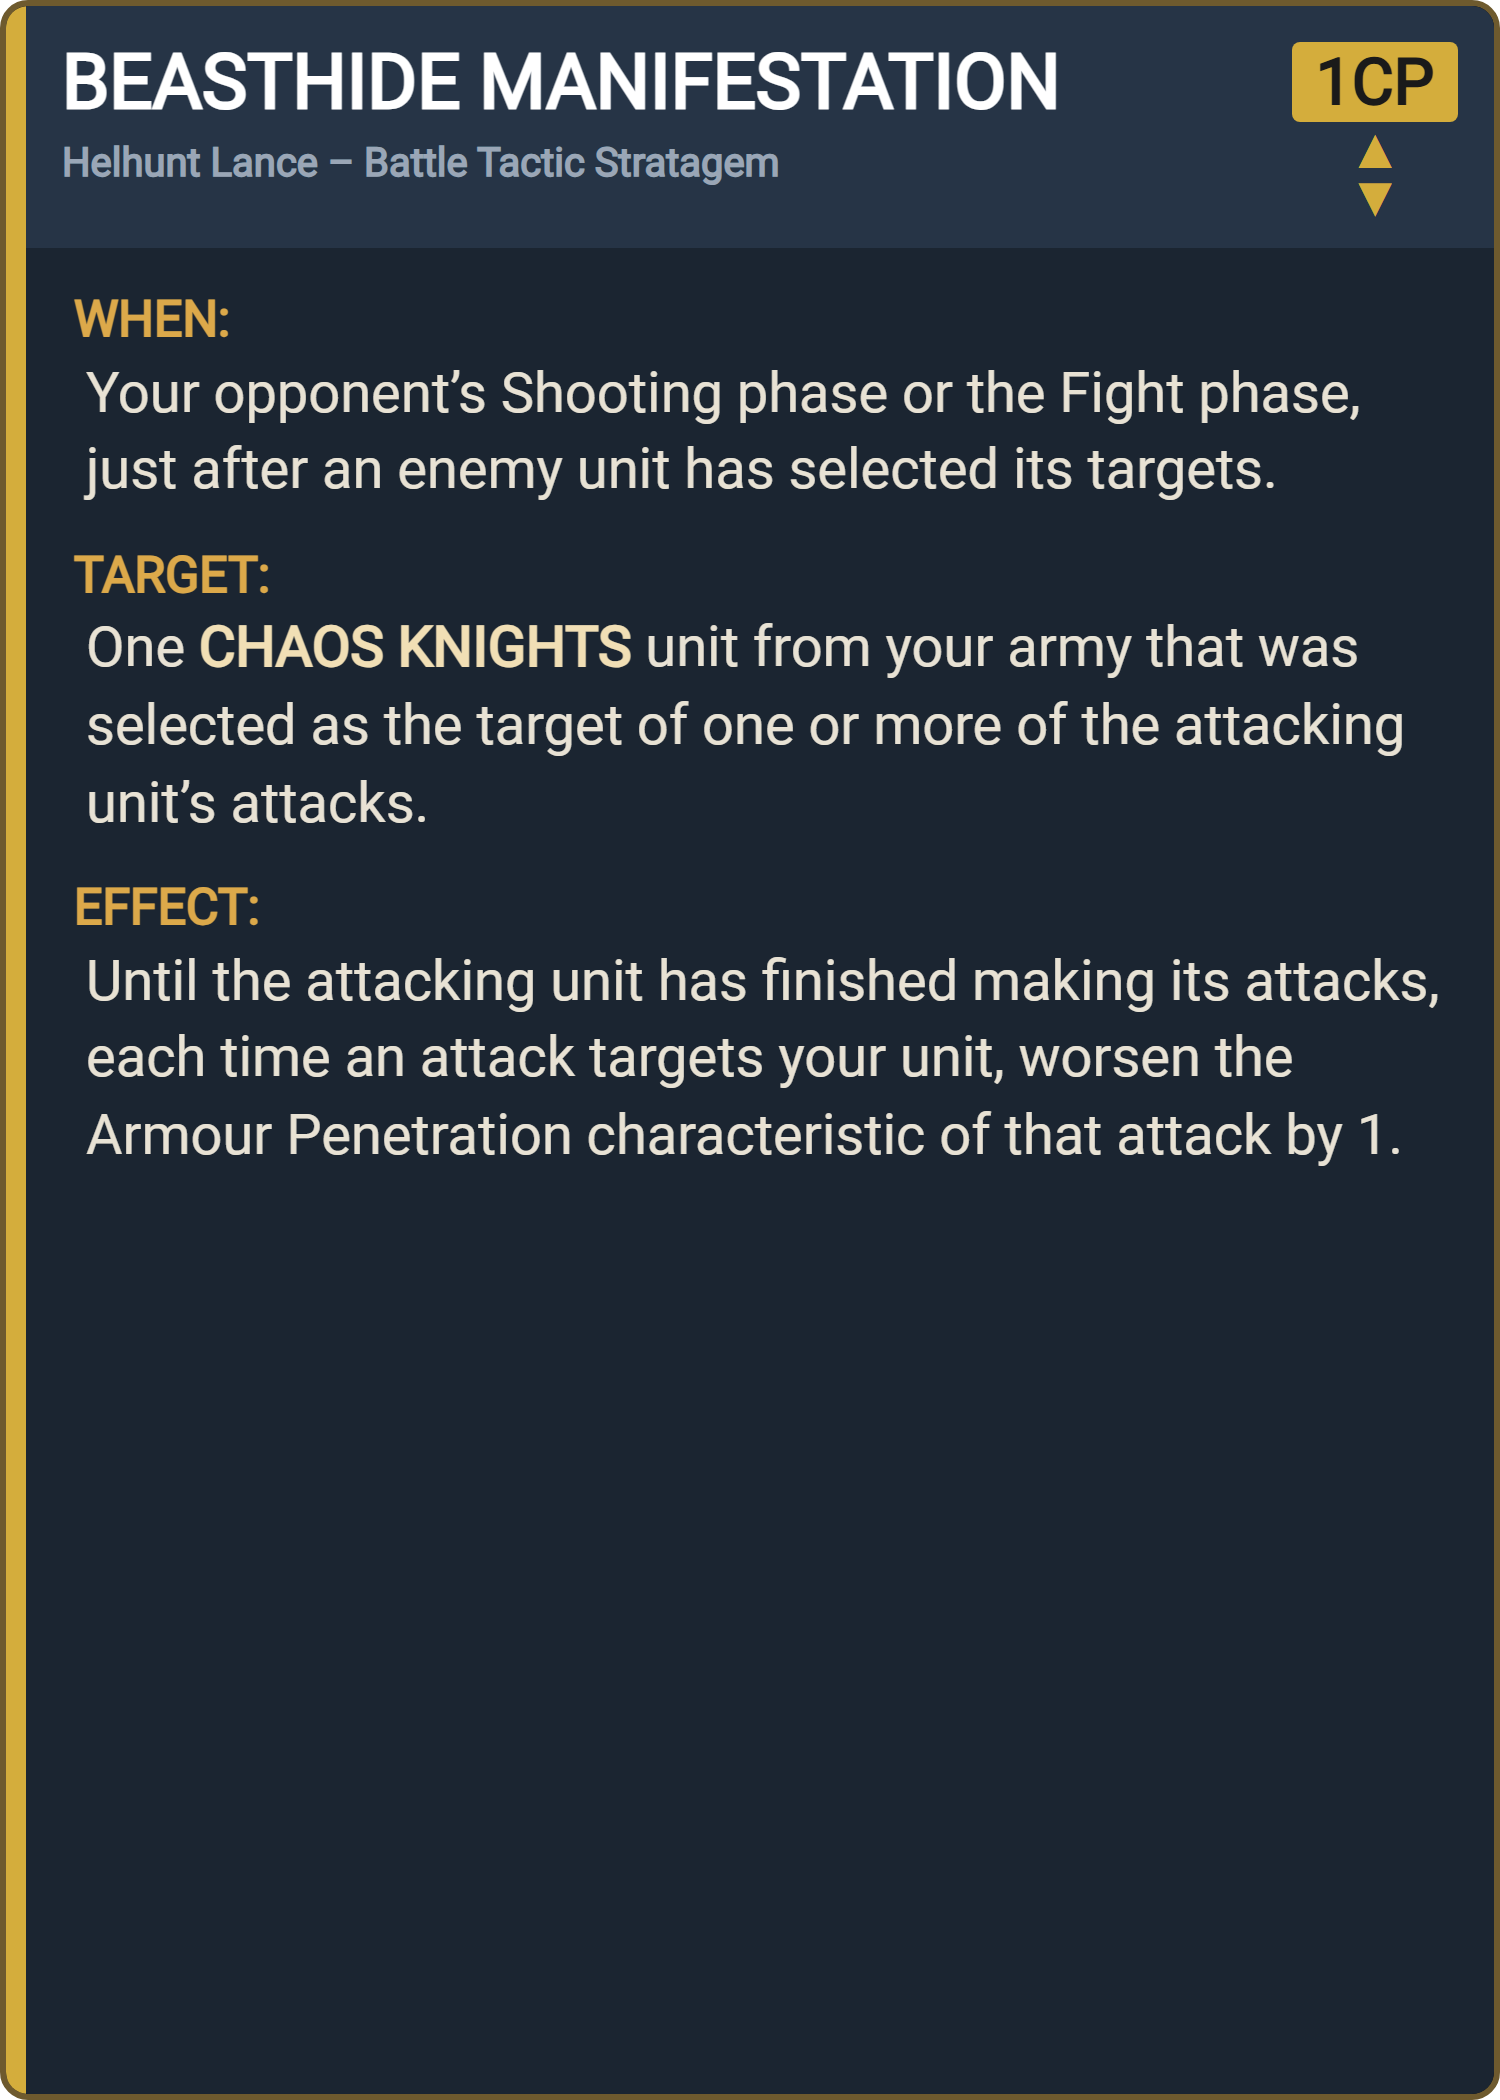 BEASTHIDE MANIFESTATION
1CP
Helhunt Lance – Battle Tactic Stratagem
▲
▼
WHEN:
Your opponent’s Shooting phase or the Fight phase,
just after an enemy unit has selected its targets.
TARGET:
One CHAOS KNIGHTS unit from your army that was
selected as the target of one or more of the attacking
unit’s attacks.
EFFECT:
Until the attacking unit has finished making its attacks,
each time an attack targets your unit, worsen the
Armour Penetration characteristic of that attack by 1.